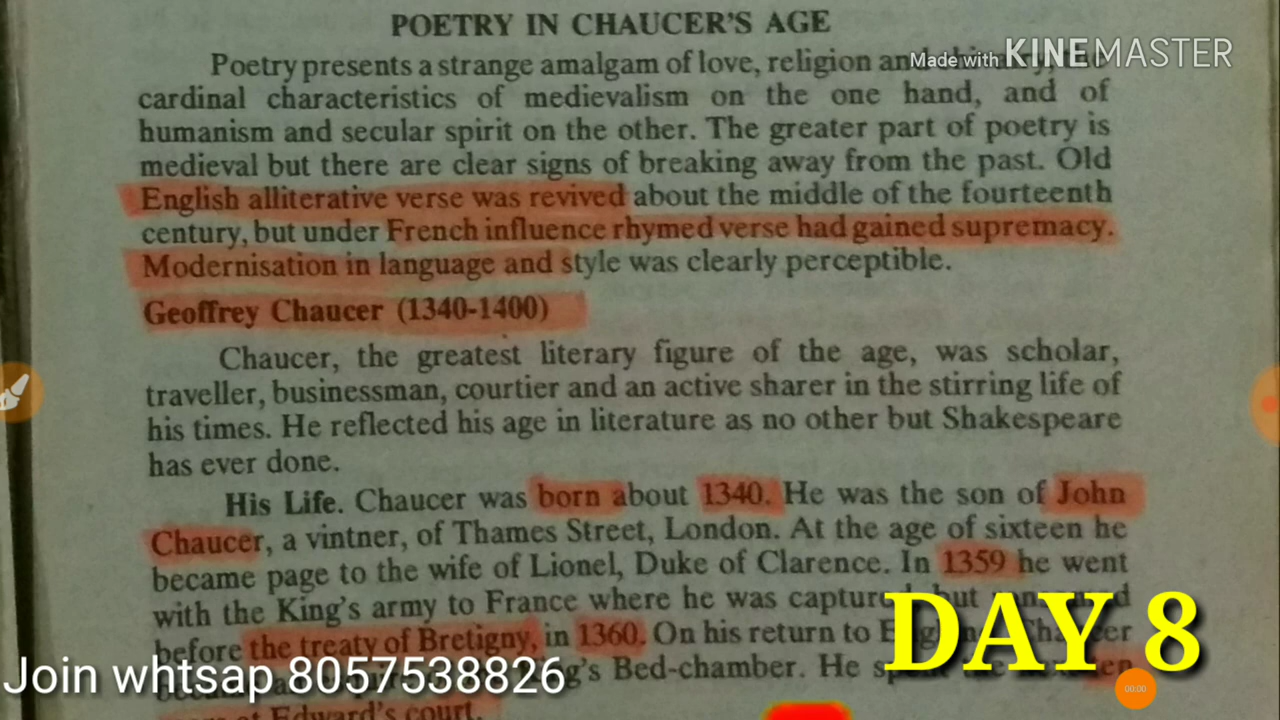 POETRY IN CHAUCER'S AGE
Poetry presents a strange amalgam of love, religion and
Made with KINEMASTER
cardinal characteristics of medievalism on the one hand, and of
humanism and secular spirit on the other. The greater part of poetry is
medieval but there are clear signs of breaking away from the past. Old
English alliterative verse was revived about the middle of the fourteenth
century, but under French influence rhymed verse had gained supremacy.
Modernisation in language and style was clearly perceptible.
Geoffrey Chaucer (1340-1400)
Chaucer, the greatest literary figure of the age, was scholar,
traveller, businessman, courtier and an active sharer in the stirring life of
his times. He reflected his age in literature as no other but Shakespeare
has ever done.
His Life. Chaucer was born about 1340. He was the son of John
Chaucer, a vintner, of Thames Street, London. At the age of sixteen he
became page to the wife of Lionel, Duke of Clarence. In 1359 he went
with the King's army to France where he was captured but
before the treaty of Bretigny, in 1360. On his return to
DAY 8
Bed-chamber. He
Join whtsap 8057538826
00:00
at Edward's court.